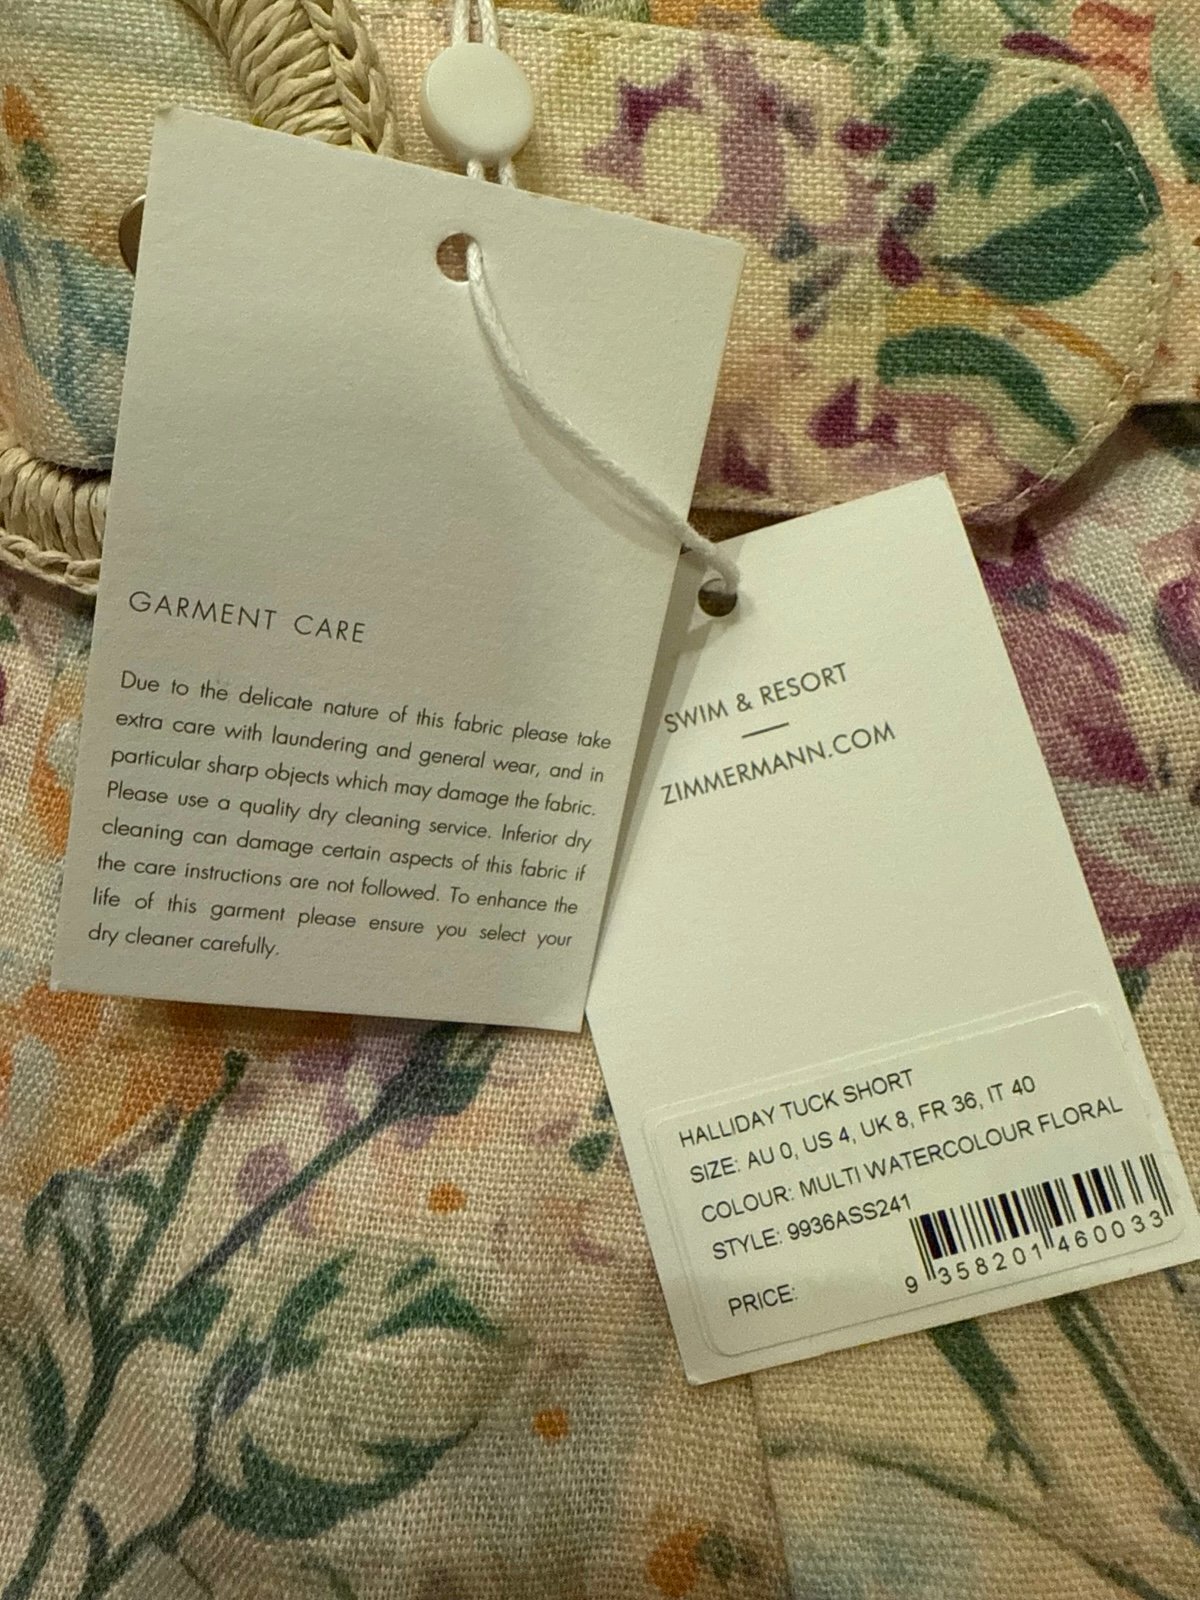 GARMENT CARE
Due to the delicate nature of this fabric please take
extra care with laundering and general wear, and in
particular sharp objects which may damage the fabric.
Please use a quality dry cleaning service. Inferior dry
cleaning can damage certain aspects of this fabric if
the care instructions are not followed. To enhance the
life of this garment please ensure you select your
dry cleaner carefully.
SWIM & RESORT
ZIMMERMANN.COM
HALLIDAY TUCK SHORT
SIZE: AU 0, US 4, UK 8, FR 36, IT 40
COLOUR: MULTI WATERCOLOUR FLORAL
STYLE: 9936ASS241
PRICE:
9 358201 460033